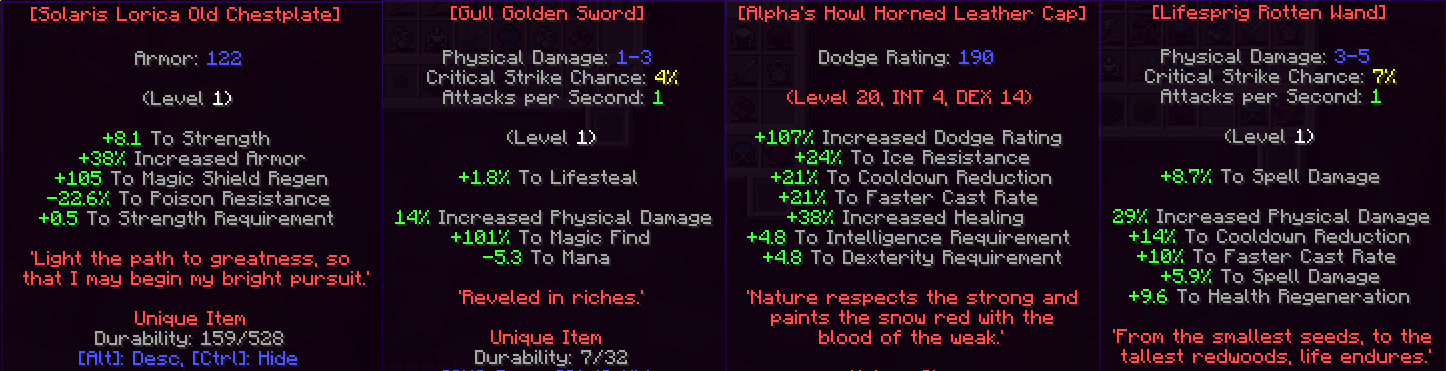 [Solaris Lorica Old Chestplate]
Armor: 122
(Level 1)
+8.1 To Strength
+38% Increased Armor
+105 To Magic Shield Regen
-22.6% To Poison Resistance
+0.5 To Strength Requirement
'Light the path to greatness, so
that I may begin my bright pursuit.'
Unique Item
Durability: 159/528
[Alt]: Desc, [Ctrl]: Hide
[Gull Golden Sword]
Physical Damage: 1-3
Critical Strike Chance: 4%
Attacks per Second: 1
(Level 1)
+1.8% To Lifesteal
14% Increased Physical Damage
+101% To Magic Find
-5.3 To Mana
'Reveled in riches.'
Unique Item
Durability: 7/32
[Alpha's Howl Horned Leather Cap]
Dodge Rating: 190
(Level 20, INT 4, DEX 14)
+107% Increased Dodge Rating
+24% To Ice Resistance
+21% To Cooldown Reduction
+21% To Faster Cast Rate
+38% Increased Healing
+4.8 To Intelligence Requirement
+4.8 To Dexterity Requirement
'Nature respects the strong and
paints the snow red with the
blood of the weak.'
[Lifesprig Rotten Wand]
Physical Damage: 3-5
Critical Strike Chance: 7%
Attacks per Second: 1
(Level 1)
+8.7% To Spell Damage
29% Increased Physical Damage
+14% To Cooldown Reduction
+10% To Faster Cast Rate
+5.9% To Spell Damage
+9.6 To Health Regeneration
'From the smallest seeds, to the
tallest redwoods, life endures.'